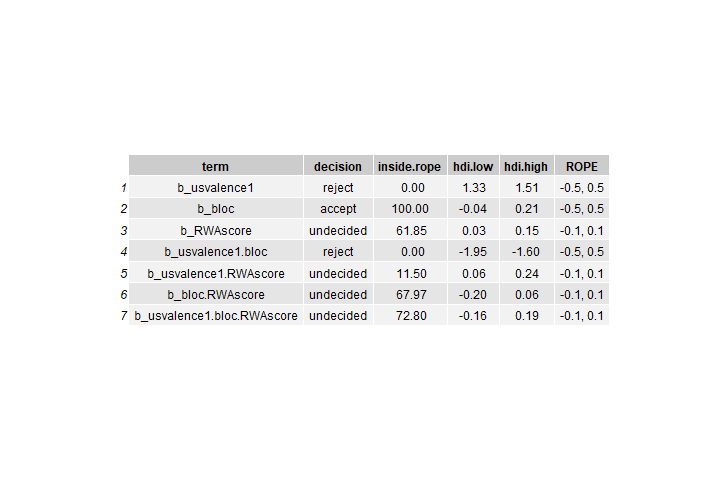 term decision inside.rope hdi.low hdi.high ROPE
1 b_usvalence1 reject 0.00 1.33 1.51 -0.5, 0.5
2 b_bloc accept 100.00 -0.04 0.21 -0.5, 0.5
3 b_RWAscore undecided 61.85 0.03 0.15 -0.1, 0.1
4 b_usvalence1.bloc reject 0.00 -1.95 -1.60 -0.5, 0.5
5 b_usvalence1.RWAscore undecided 11.50 0.06 0.24 -0.1, 0.1
6 b_bloc.RWAscore undecided 67.97 -0.20 0.06 -0.1, 0.1
7 b_usvalence1.bloc.RWAscore undecided 72.80 -0.16 0.19 -0.1, 0.1